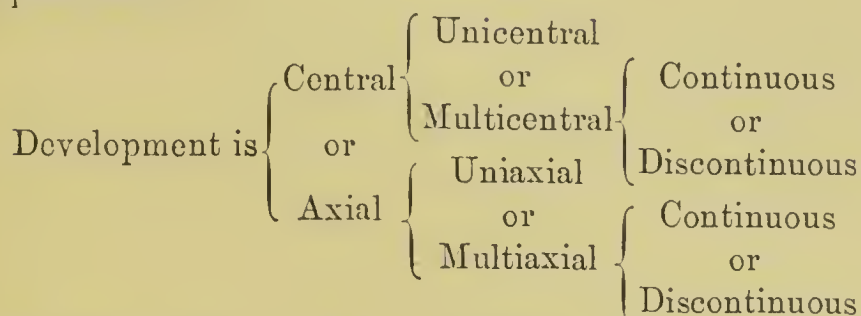 Unicentral
Central or Continuous
Multicentral or
Development is or Uniaxial Discontinuous
Axial or Continuous
Multiaxial or
Discontinuous